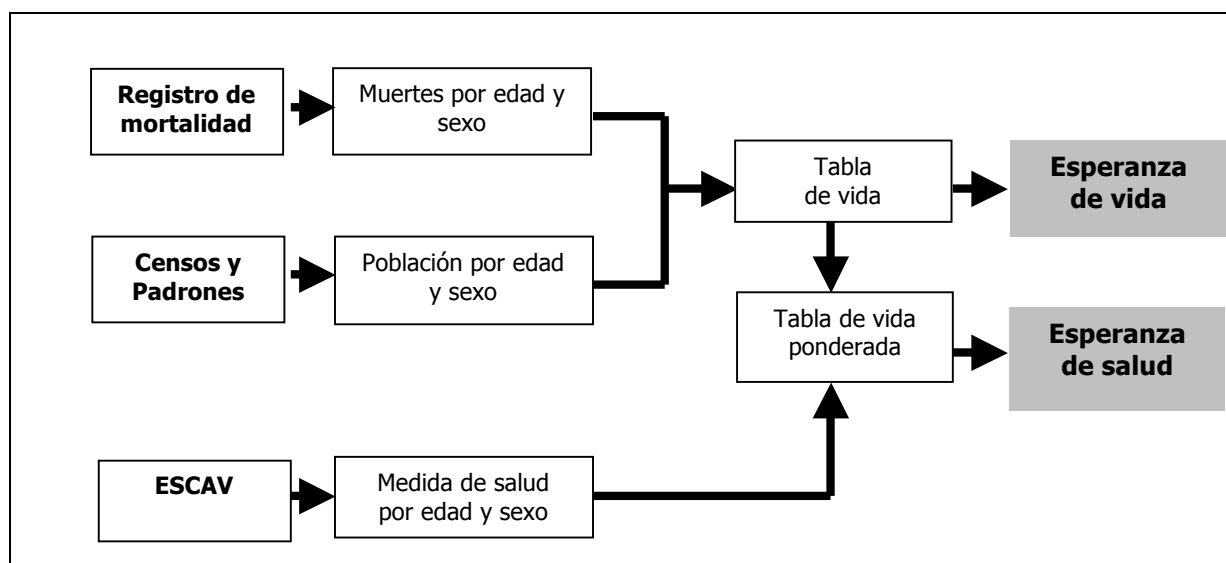 Registro de
mortalidad
Muertes por edad y
sexo
Tabla
de vida
Esperanza
de vida
Censos y
Padrones
Población por edad
y sexo
Tabla de vida
ponderada
Esperanza
de salud
ESCAV
Medida de salud
por edad y sexo